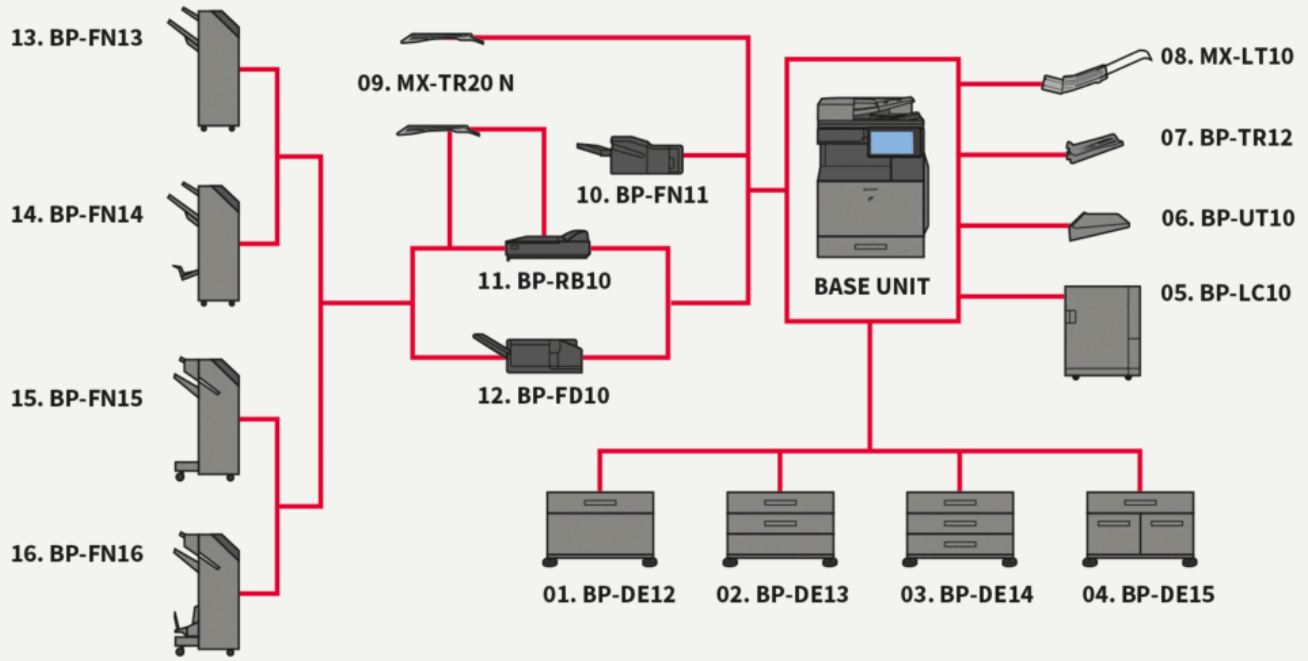 13. BP-FN13
09. MX-TR20 N
08. MX-LT10
07. BP-TR12
10. BP-FN11
14. BP-FN14
06. BP-UT10
11. BP-RB10
BASE UNIT
05. BP-LC10
12. BP-FD10
15. BP-FN15
16. BP-FN16
01. BP-DE12
02. BP-DE13
03. BP-DE14
04. BP-DE15